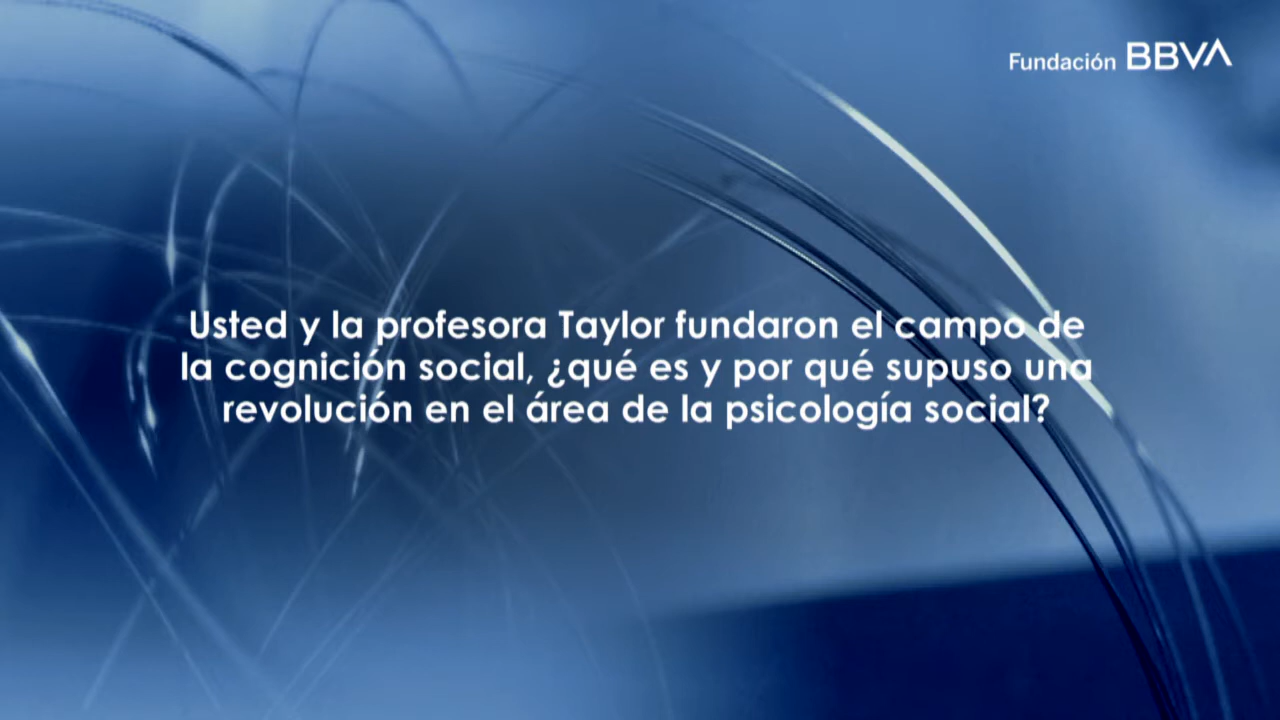 Fundación BBVA
Usted y la profesora Taylor fundaron el campo de
la cognición social, ¿qué es y por qué supuso una
revolución en el área de la psicología social?